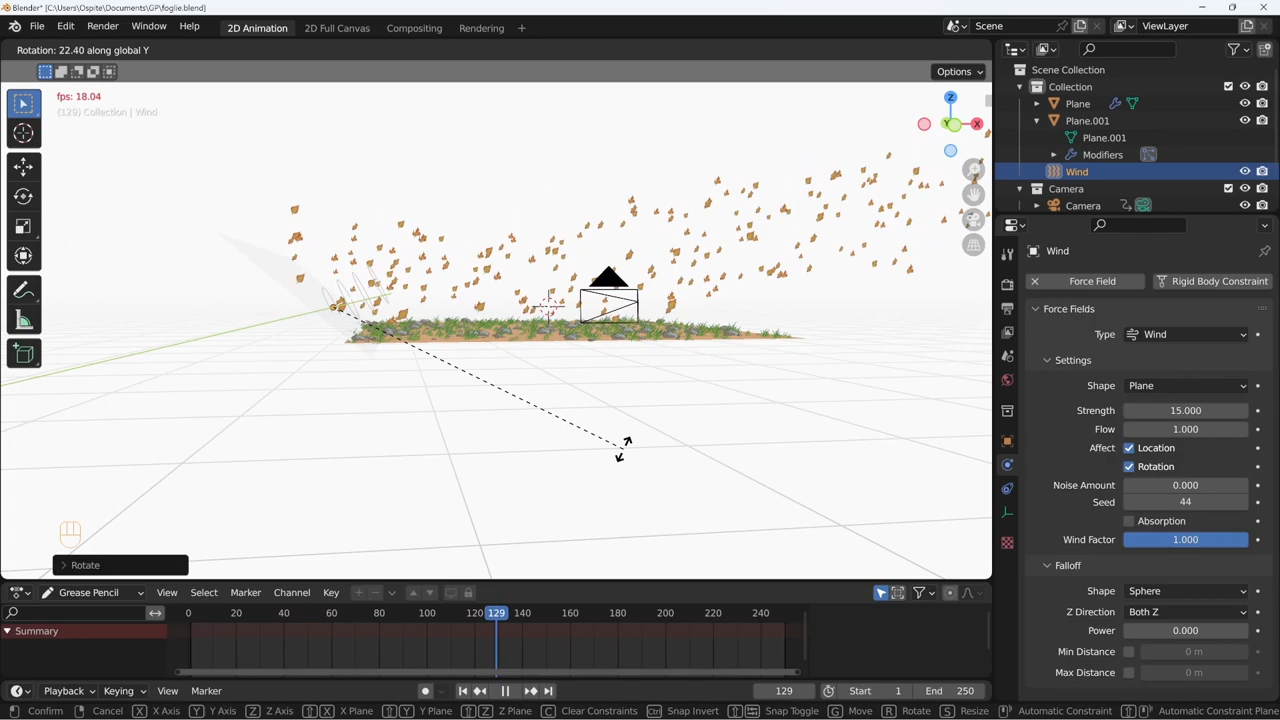 Blender* [C:\Users\Ospite\Documents\GP\foglie.blend]
File Edit Render Window Help 2D Animation 2D Full Canvas Compositing Rendering + Scene ViewLayer
Rotation: 22.40 along global Y
Options
fps: 18.04
(129) Collection | Wind
Z
Y
X
Rotate
Scene Collection
Collection
Plane
Plane.001
Plane.001
Modifiers
Wind
Camera
Camera
Wind
Force Field Rigid Body Constraint
Force Fields
Type Wind
Settings
Shape Plane
Strength 15.000
Flow 1.000
Affect Location
Rotation
Noise Amount 0.000
Seed 44
Absorption
Wind Factor 1.000
Falloff
Shape Sphere
Z Direction Both Z
Power 0.000
Min Distance 0 m
Max Distance 0 m
Grease Pencil View Select Marker Channel Key
0 20 40 60 80 100 120 129 140 160 180 200 220 240
Summary
Playback Keying View Marker 129 Start 1 End 250
Confirm Cancel X X Axis Y Y Axis Z Z Axis X X Plane Y Y Plane Z Z Plane C Clear Constraints Ctrl Snap Invert Snap Toggle G Move R Rotate S Resize Automatic Constraint Automatic Constraint Plane